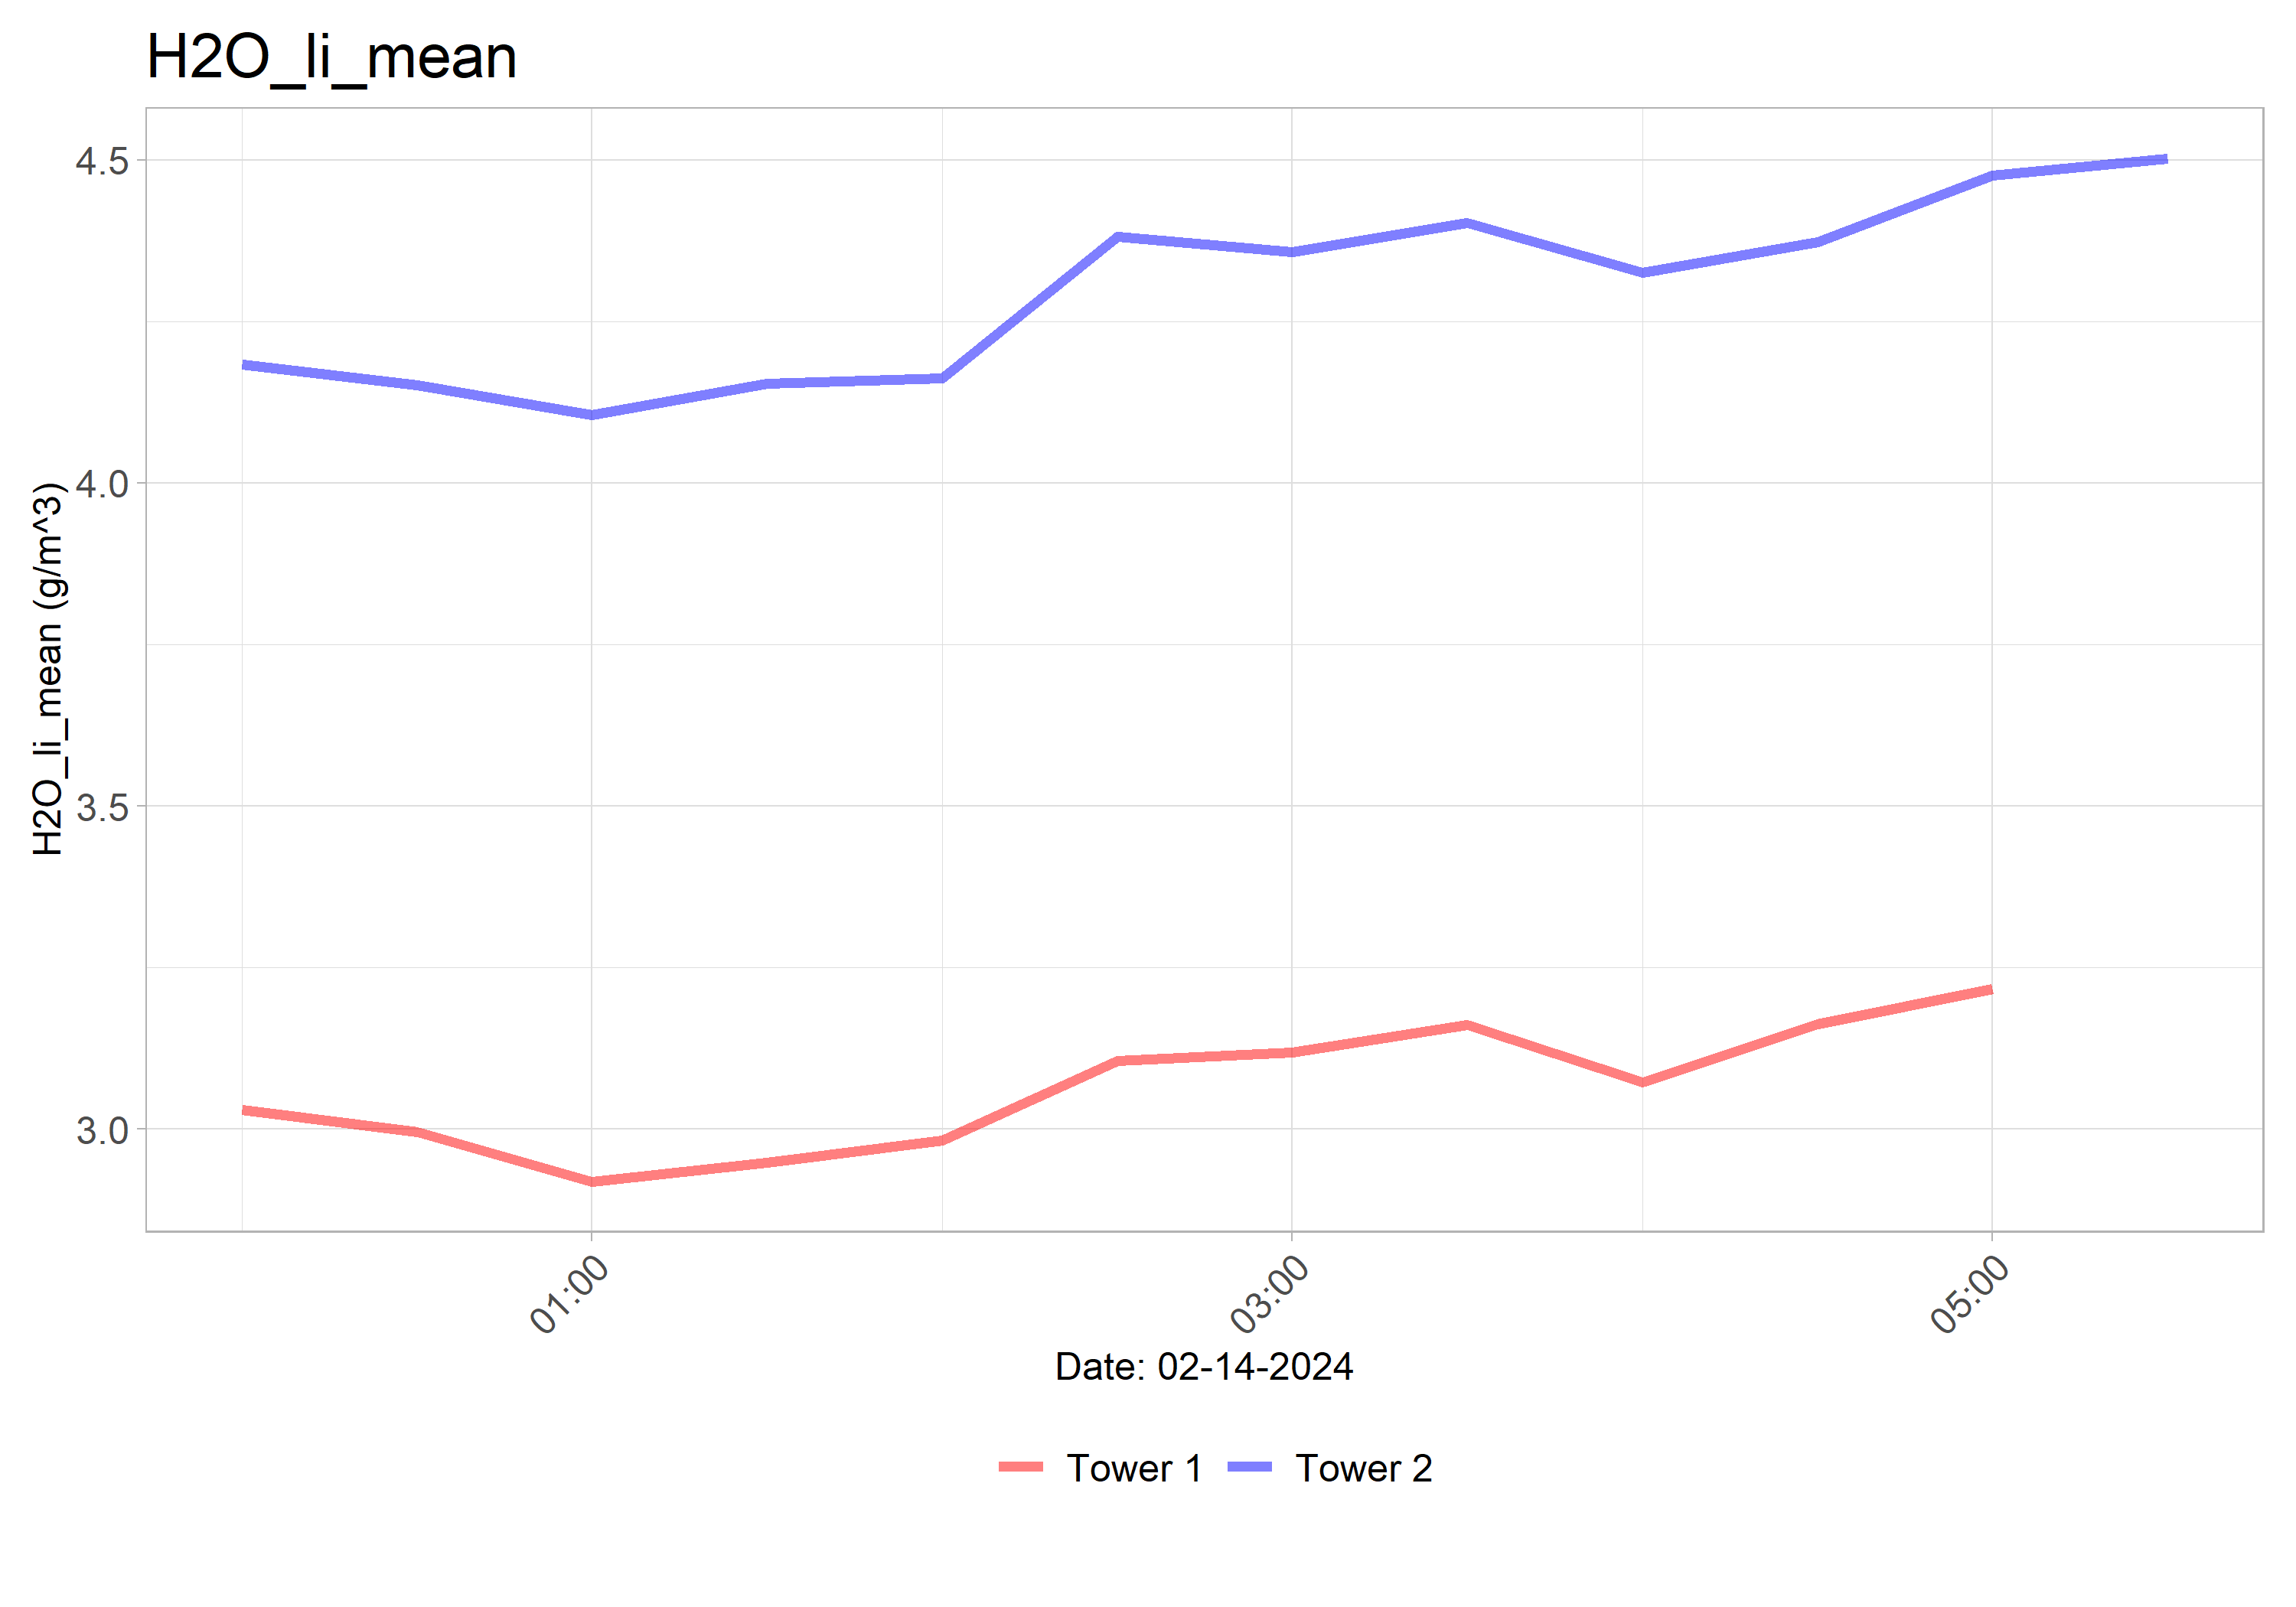 H2O_li_mean
H2O_li_mean (g/m^3)
4.5
4.0
3.5
3.0
01:00
03:00
05:00
Date: 02-14-2024
Tower 1
Tower 2